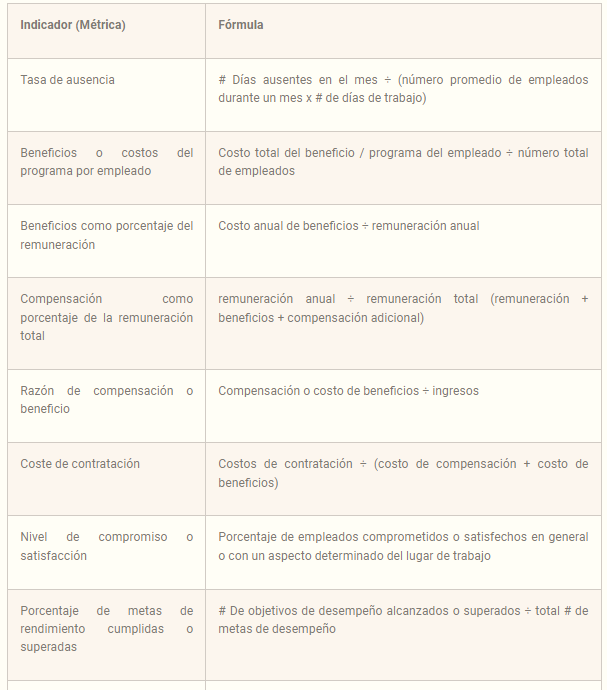 Indicador (Métrica)
Fórmula
Tasa de ausencia
# Días ausentes en el mes ÷ (número promedio de empleados
durante un mes x # de días de trabajo)
Beneficios o costos del
programa por empleado
Costo total del beneficio / programa del empleado ÷ número total
de empleados
Beneficios como porcentaje del
remuneración
Costo anual de beneficios ÷ remuneración anual
Compensación como
porcentaje de la remuneración
total
remuneración anual ÷ remuneración total (remuneración +
beneficios + compensación adicional)
Razón de compensación o
beneficio
Compensación o costo de beneficios ÷ ingresos
Coste de contratación
Costos de contratación ÷ (costo de compensación + costo de
beneficios)
Nivel de compromiso o
satisfacción
Porcentaje de empleados comprometidos o satisfechos en general
o con un aspecto determinado del lugar de trabajo
Porcentaje de metas de
rendimiento cumplidas o
superadas
# De objetivos de desempeño alcanzados o superados ÷ total # de
metas de desempeño